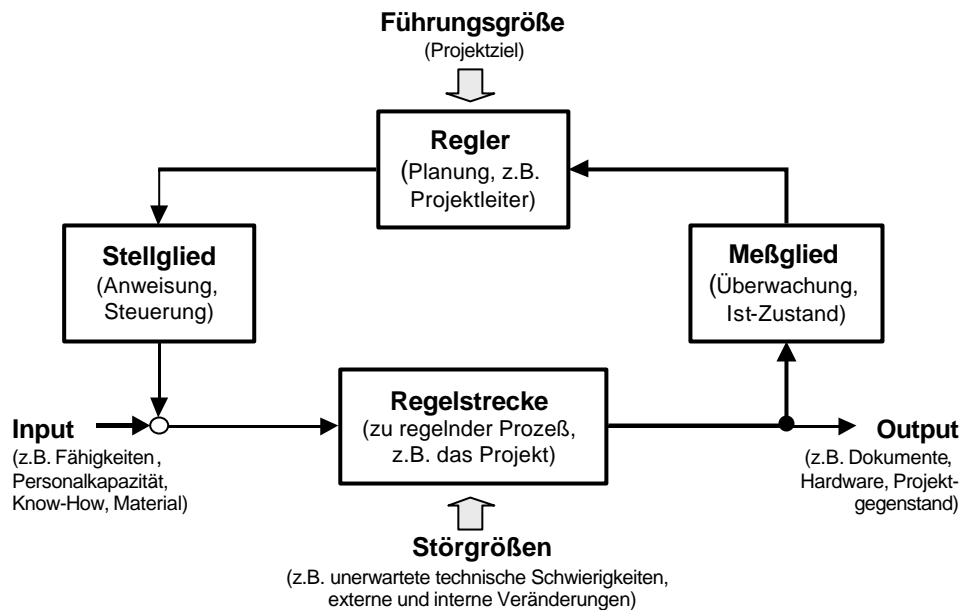 Führungsgröße
(Projektziel)
Regler
(Planung, z.B.
Projektleiter)
Stellglied
(Anweisung,
Steuerung)
Meßglied
(Überwachung,
Ist-Zustand)
Input
(z.B. Fähigkeiten,
Personalkapazität,
Know-How, Material)
Regelstrecke
(zu regelnder Prozeß,
z.B. das Projekt)
Output
(z.B. Dokumente,
Hardware, Projekt-
gegenstand)
Störgrößen
(z.B. unerwartete technische Schwierigkeiten,
externe und interne Veränderungen)